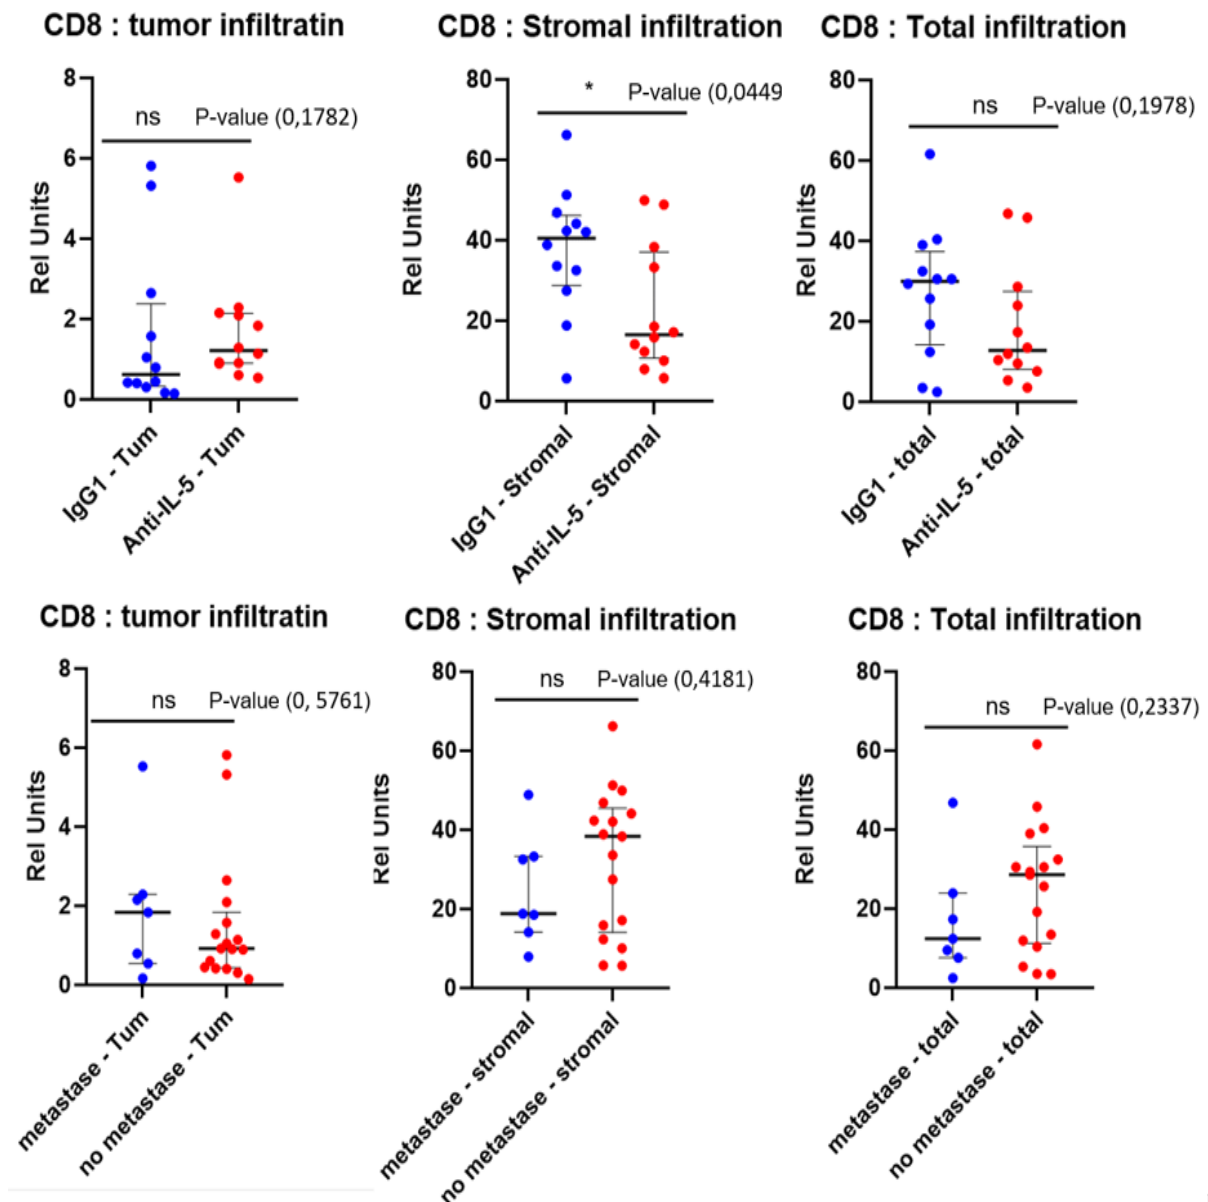 CD8 : tumor infiltratin
8
6
4
2
0
Rel Units
ns P-value (0,1782)
IgG1 - Tum
Anti-IL-5 - Tum
CD8 : Stromal infiltration
80
60
40
20
0
Rel Units
* P-value (0,0449
IgG1 - Stromal
Anti-IL-5 - Stromal
CD8 : Total infiltration
80
60
40
20
0
Rel Units
ns P-value (0,1978)
IgG1 - total
Anti-IL-5 - total
CD8 : tumor infiltratin
8
6
4
2
0
Rel Units
ns P-value (0, 5761)
metastase - Tum
no metastase - Tum
CD8 : Stromal infiltration
80
60
40
20
0
Rel Units
ns P-value (0,4181)
metastase - stromal
no metastase - stromal
CD8 : Total infiltration
80
60
40
20
0
Rel Units
ns P-value (0,2337)
metastase - total
no metastase - total